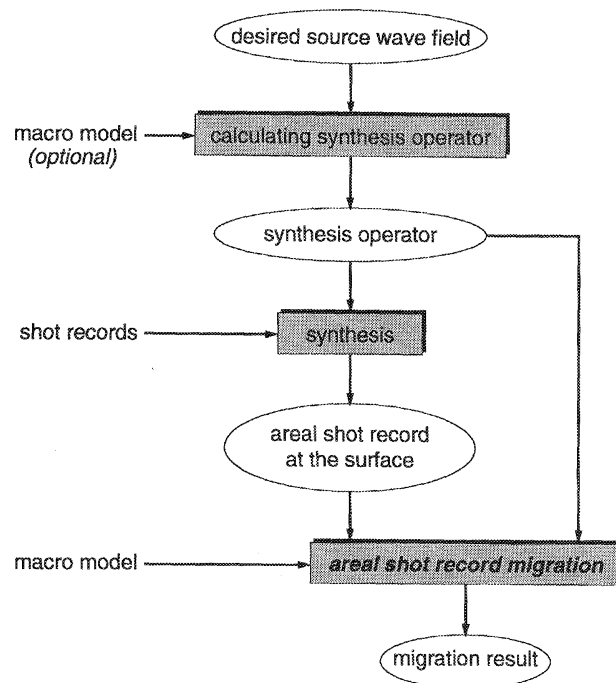 desired source wave field
macro model
(optional)
calculating synthesis operator
synthesis operator
shot records
synthesis
areal shot record
at the surface
macro model
areal shot record migration
migration result